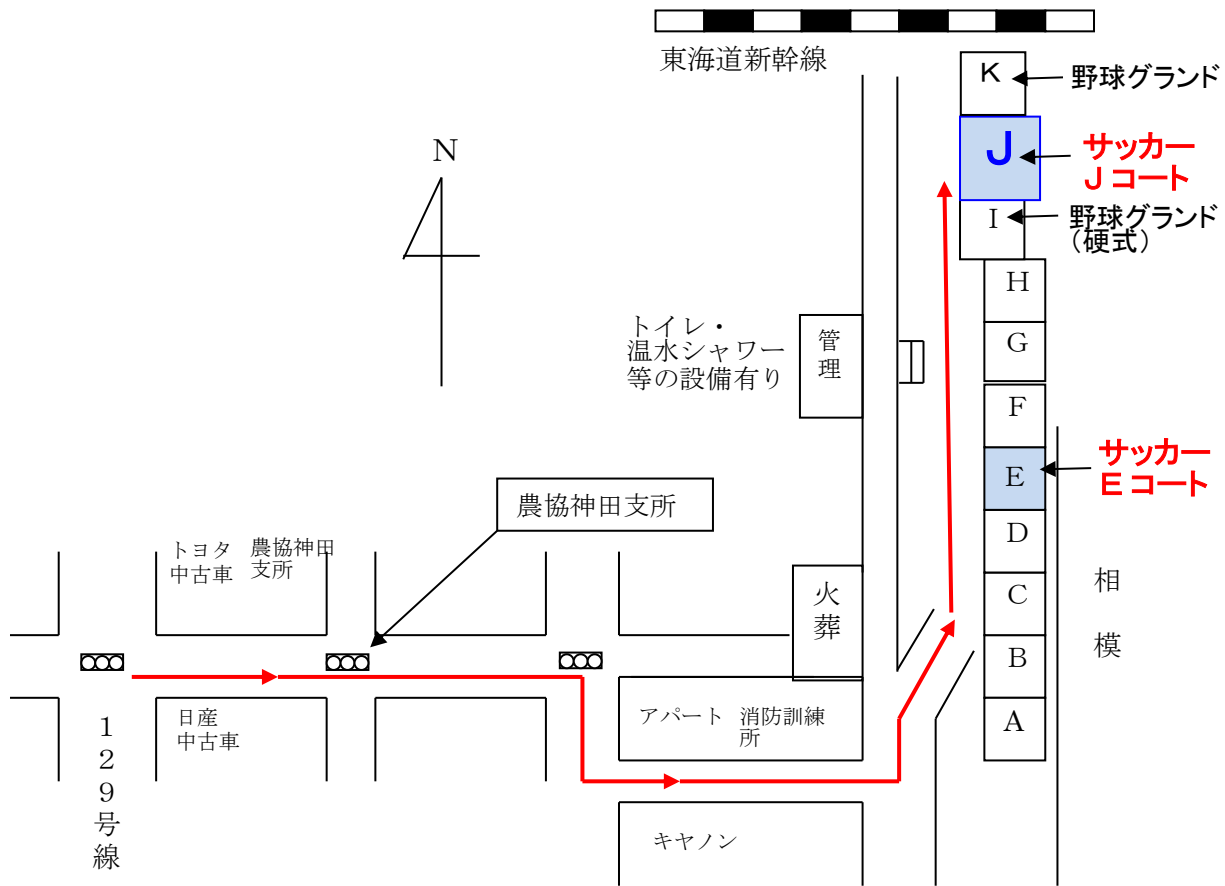 東海道新幹線
K
野球グランド
J
サッカー
Jコート
I
野球グランド
(硬式)
N
H
G
F
E
D
C
B
A
トイレ・
温水シャワー
等の設備有り
管理
サッカー
Eコート
農協神田支所
トヨタ
中古車
農協神田
支所
火葬
相模
129号線
日産
中古車
アパート
消防訓練
所
キヤノン